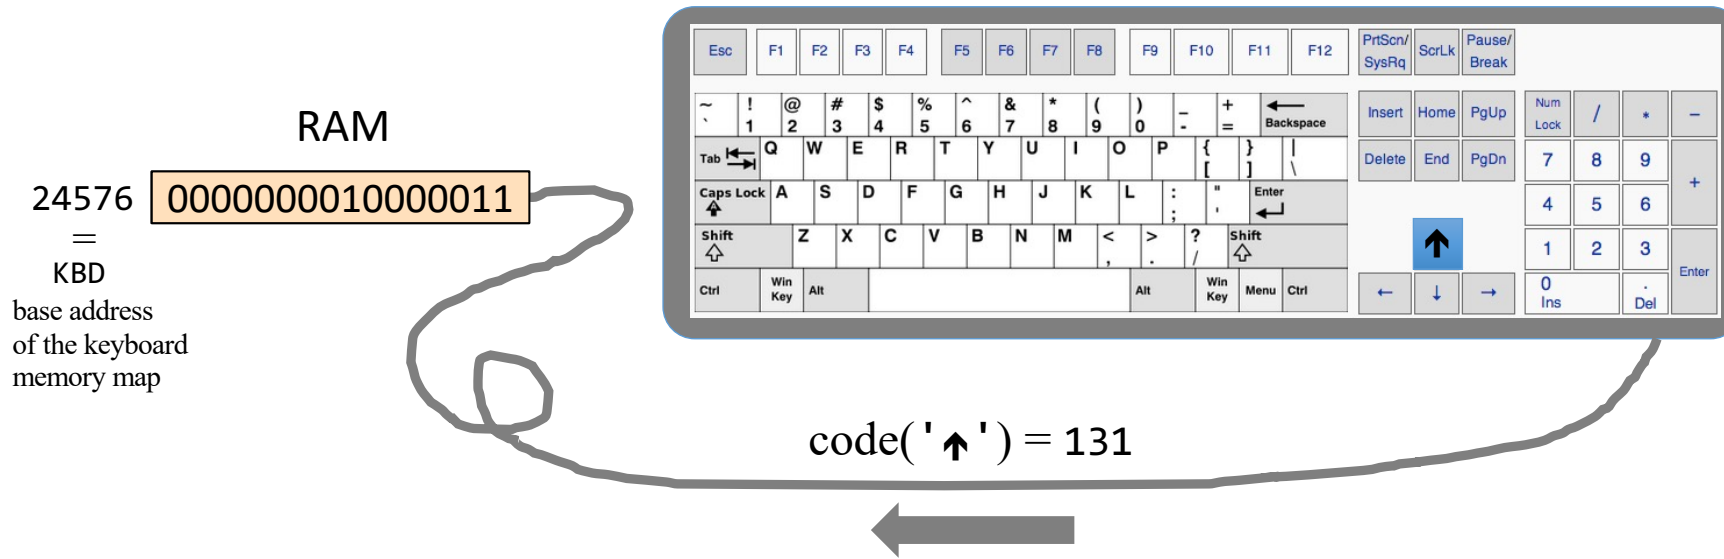 RAM
24576 0000000010000011
=
KBD
base address
of the keyboard
memory map
Esc F1 F2 F3 F4 F5 F6 F7 F8 F9 F10 F11 F12 PrtScn/ SysRq ScrLk Pause/ Break
~ ` ! 1 @ 2 # 3 $ 4 % 5 ^ 6 & 7 * 8 ( 9 ) 0 _ - + = Backspace Insert Home PgUp Num Lock / * −
Tab Q W E R T Y U I O P { [ } ] | \ Delete End PgDn 7 8 9 +
Caps Lock A S D F G H J K L : ; " ' Enter 4 5 6
Shift Z X C V B N M < , > . ? / Shift ↑ 1 2 3 Enter
Ctrl Win Key Alt Alt Win Key Menu Ctrl ← ↓ → 0 Ins . Del
code('↑') = 131